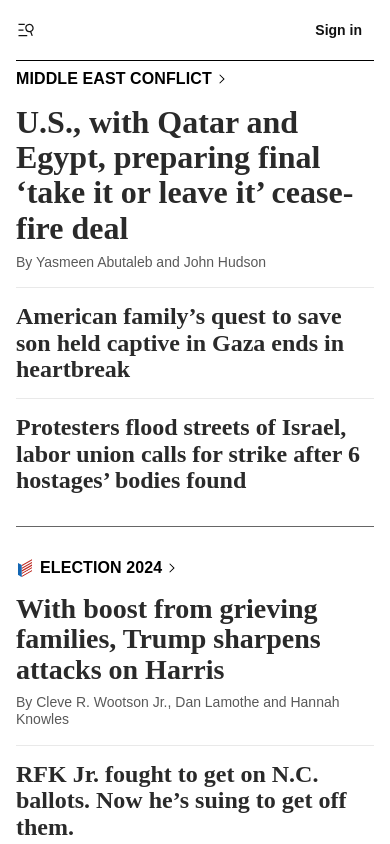 Sign in
MIDDLE EAST CONFLICT
U.S., with Qatar and
Egypt, preparing final
‘take it or leave it’ cease-
fire deal
By Yasmeen Abutaleb and John Hudson
American family’s quest to save
son held captive in Gaza ends in
heartbreak
Protesters flood streets of Israel,
labor union calls for strike after 6
hostages’ bodies found
ELECTION 2024
With boost from grieving
families, Trump sharpens
attacks on Harris
By Cleve R. Wootson Jr., Dan Lamothe and Hannah
Knowles
RFK Jr. fought to get on N.C.
ballots. Now he’s suing to get off
them.